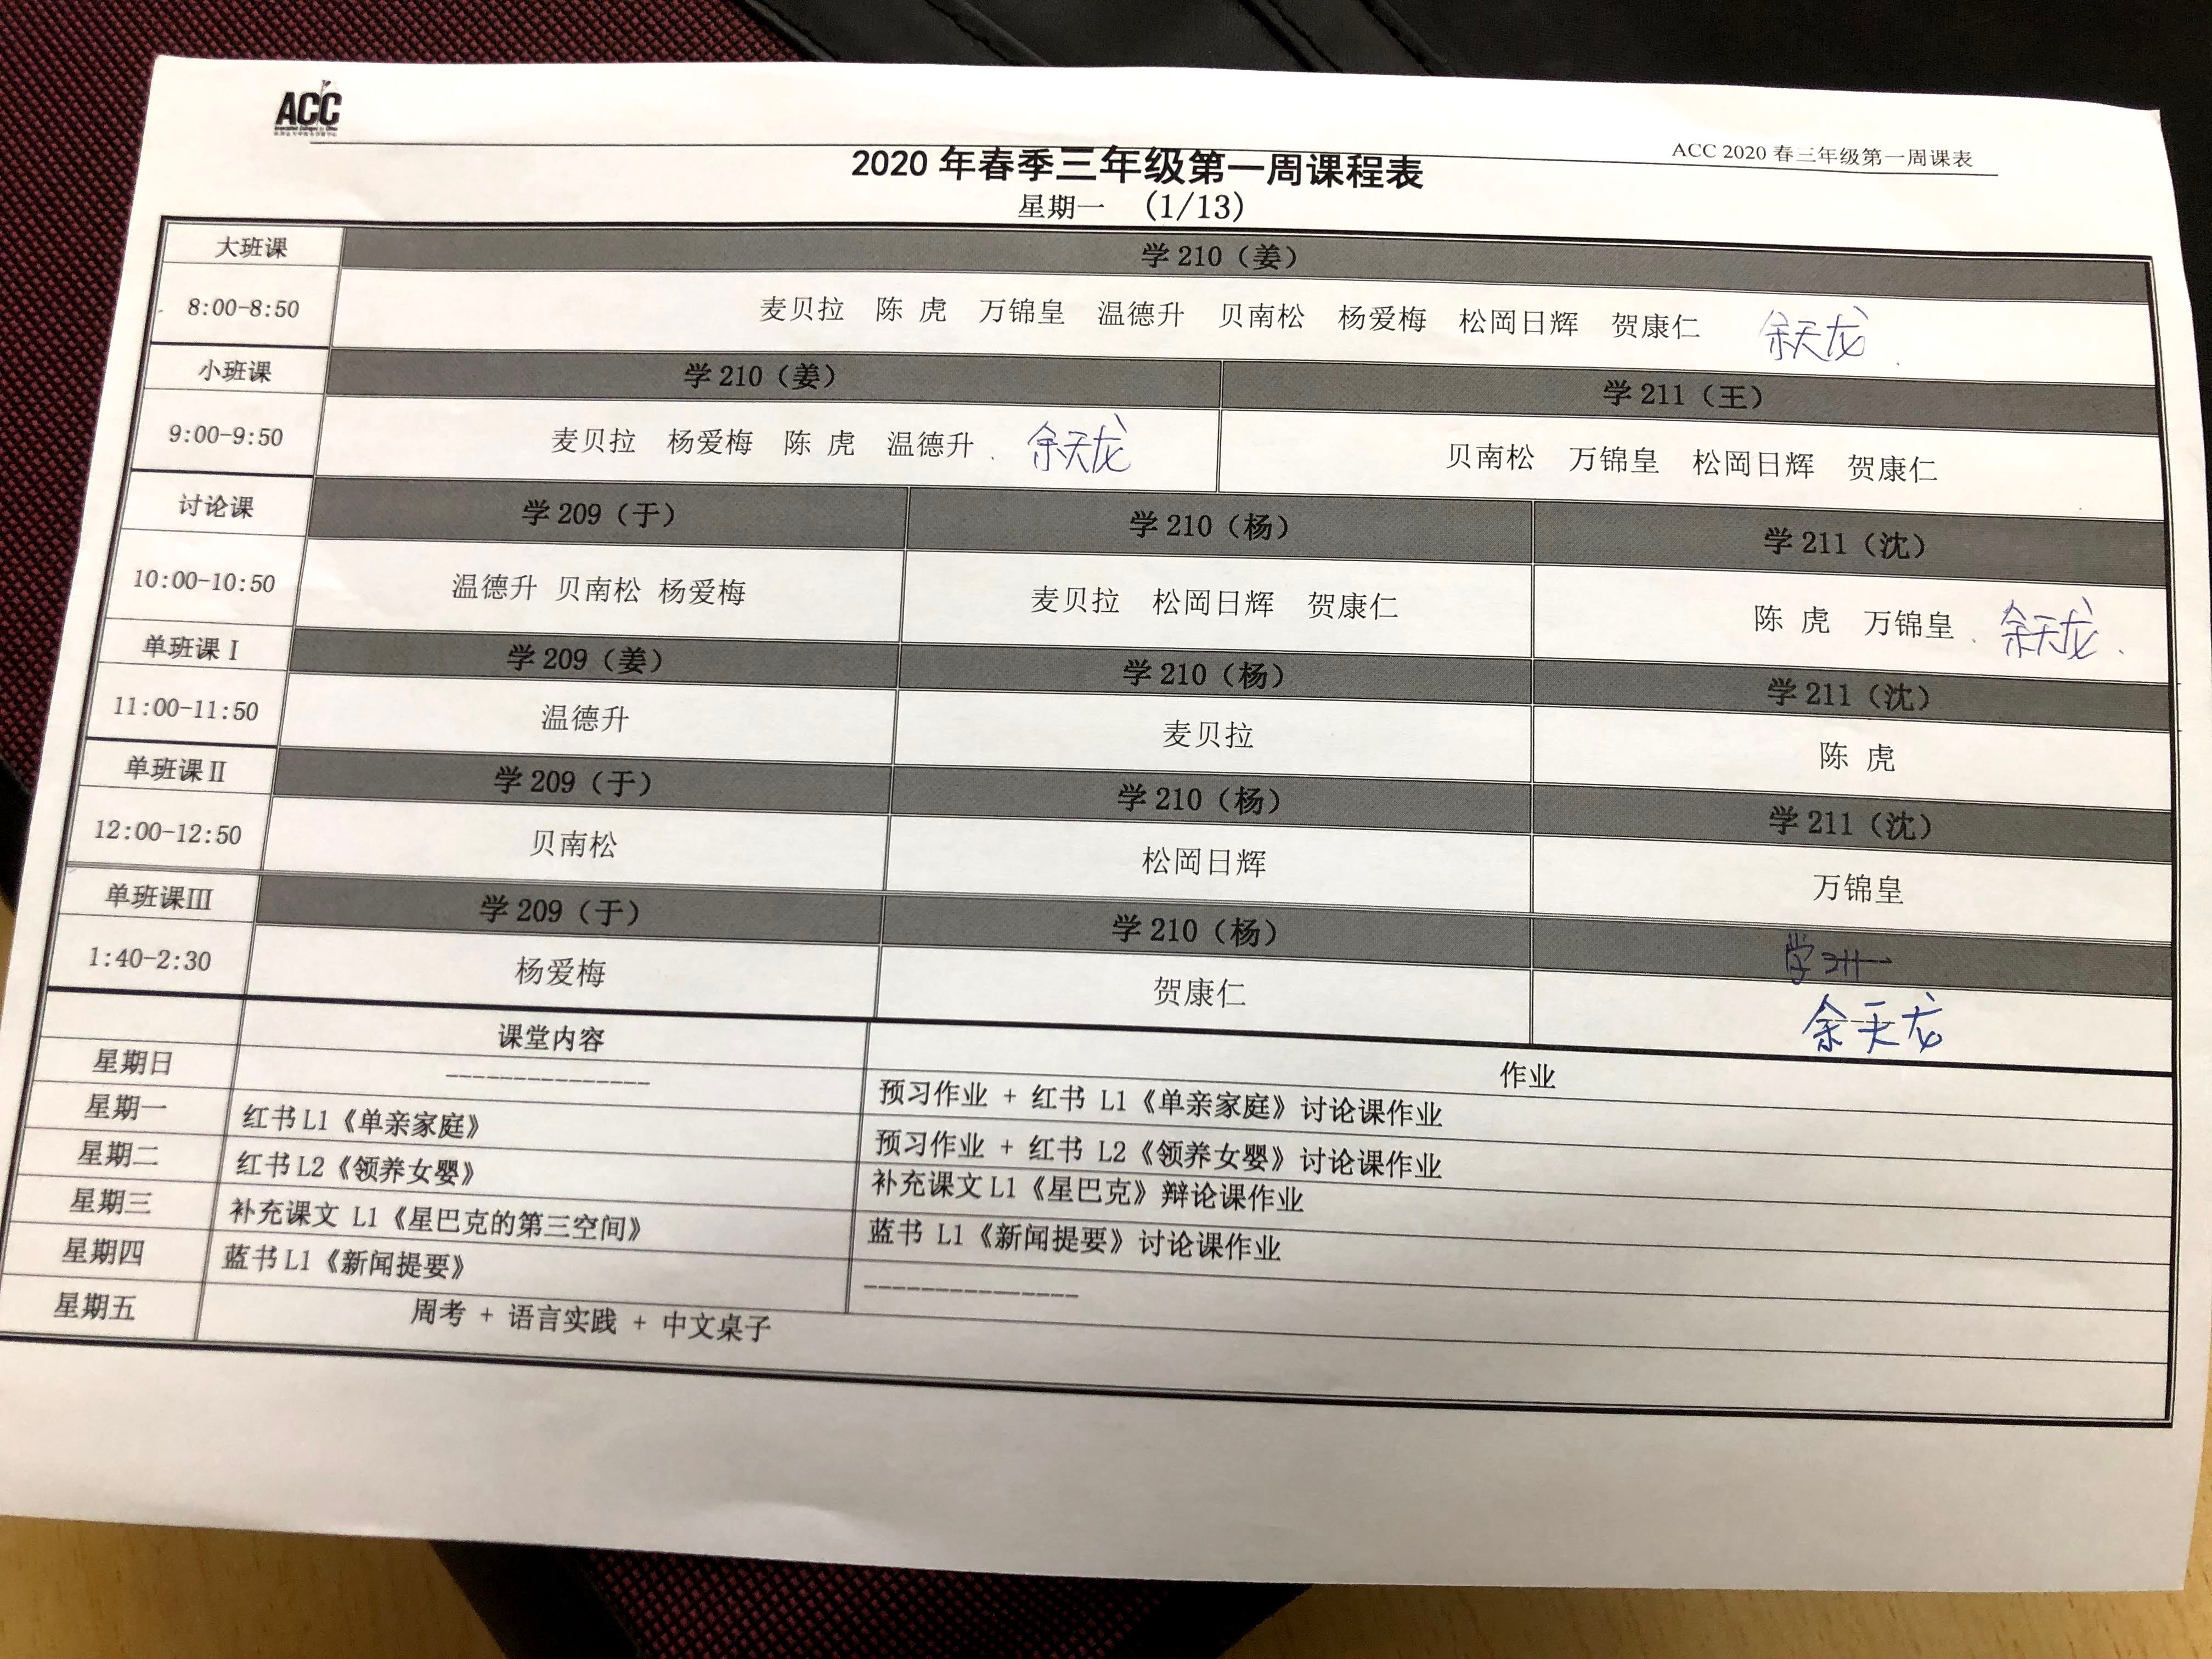 ACC
ACC 2020 春三年级第一周课表
2020 年春季三年级第一周课程表
星期一 (1/13)
大班课 学 210（姜）
8:00-8:50 麦贝拉 陈 虎 万锦皇 温德升 贝南松 杨爱梅 松岡日辉 贺康仁 余天龙
小班课 学 210（姜） 学 211（王）
9:00-9:50 麦贝拉 杨爱梅 陈 虎 温德升 余天龙 贝南松 万锦皇 松岡日辉 贺康仁
讨论课 学 209（于） 学 210（杨） 学 211（沈）
10:00-10:50 温德升 贝南松 杨爱梅 麦贝拉 松岡日辉 贺康仁 陈 虎 万锦皇 余天龙
单班课Ⅰ 学 209（姜） 学 210（杨） 学 211（沈）
11:00-11:50 温德升 麦贝拉 陈 虎
单班课Ⅱ 学 209（于） 学 210（杨） 学 211（沈）
12:00-12:50 贝南松 松岡日辉 万锦皇
单班课Ⅲ 学 209（于） 学 210（杨） 学
1:40-2:30 杨爱梅 贺康仁 余天龙
课堂内容 作业
星期日 --------------- 预习作业 + 红书 L1《单亲家庭》讨论课作业
星期一 红书 L1《单亲家庭》 预习作业 + 红书 L2《领养女婴》讨论课作业
星期二 红书 L2《领养女婴》 补充课文 L1《星巴克》辩论课作业
星期三 补充课文 L1《星巴克的第三空间》 蓝书 L1《新闻提要》讨论课作业
星期四 蓝书 L1《新闻提要》 ---------------
星期五 周考 + 语言实践 + 中文桌子